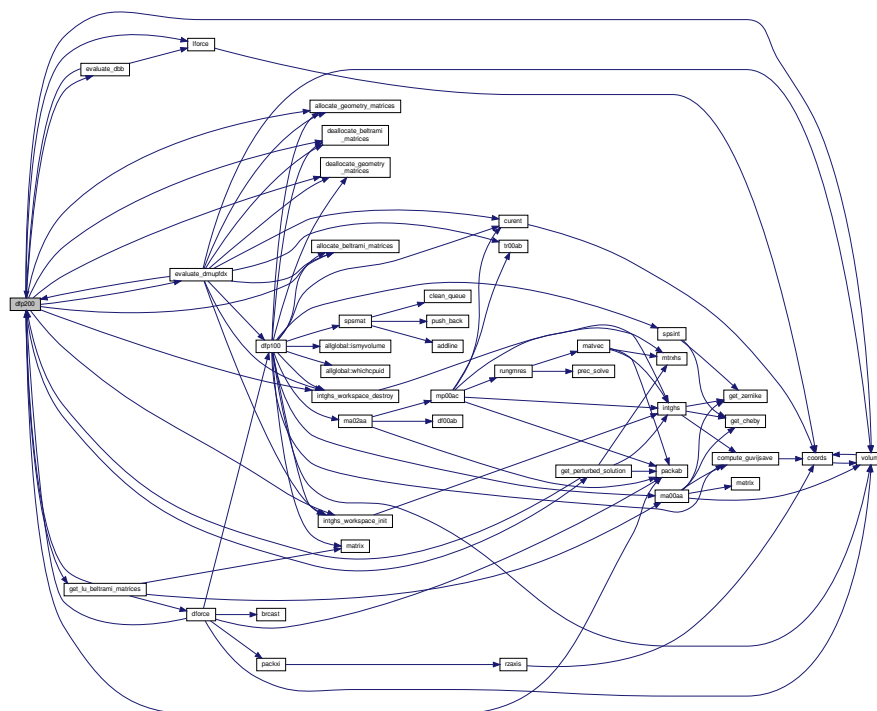 lforce
evaluate_dbb
allocate_geometry_matrices
deallocate_beltrami
_matrices
deallocate_geometry
_matrices
curent
allocate_beltrami_matrices
tr00ab
evaluate_dmupfdx
clean_queue
dfp200
spsmat
push_back
spsint
dfp100
allglobal::ismyvolume
addline
matvec
mtrxhs
allglobal::whichcpuid
rungmres
prec_solve
intghs_workspace_destroy
mp00ac
get_zernike
intghs
ma02aa
df00ab
get_cheby
compute_guvijsave
coords
volume
get_perturbed_solution
packab
metrix
ma00aa
intghs_workspace_init
matrix
get_lu_beltrami_matrices
dforce
brcast
packxi
rzaxis